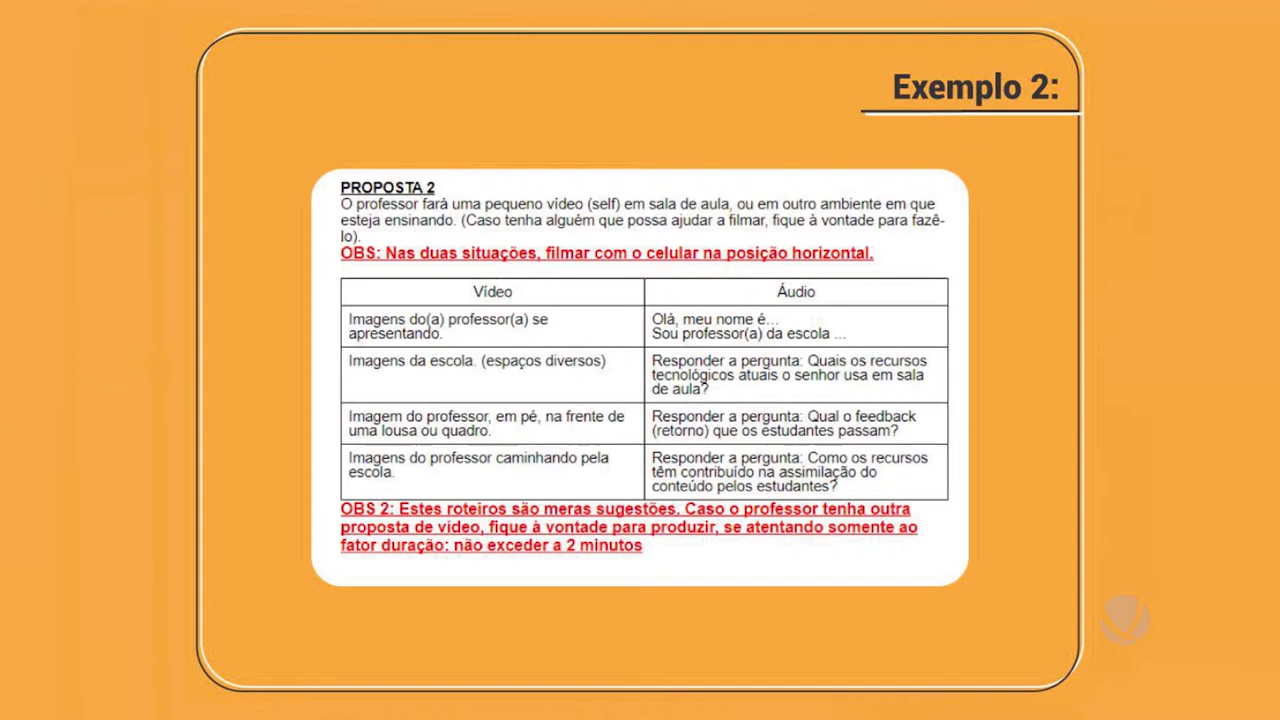 Exemplo 2:
PROPOSTA 2
O professor fará uma pequeno vídeo (self) em sala de aula, ou em outro ambiente em que
esteja ensinando. (Caso tenha alguém que possa ajudar a filmar, fique à vontade para fazê-
lo).
OBS: Nas duas situações, filmar com o celular na posição horizontal.
Vídeo
Áudio
Imagens do(a) professor(a) se
apresentando.
Olá, meu nome é...
Sou professor(a) da escola ...
Imagens da escola. (espaços diversos)
Responder a pergunta: Quais os recursos
tecnológicos atuais o senhor usa em sala
de aula?
Imagem do professor, em pé, na frente de
uma lousa ou quadro.
Responder a pergunta: Qual o feedback
(retorno) que os estudantes passam?
Imagens do professor caminhando pela
escola.
Responder a pergunta: Como os recursos
têm contribuído na assimilação do
conteúdo pelos estudantes?
OBS 2: Estes roteiros são meras sugestões. Caso o professor tenha outra
proposta de vídeo, fique à vontade para produzir, se atentando somente ao
fator duração: não exceder a 2 minutos